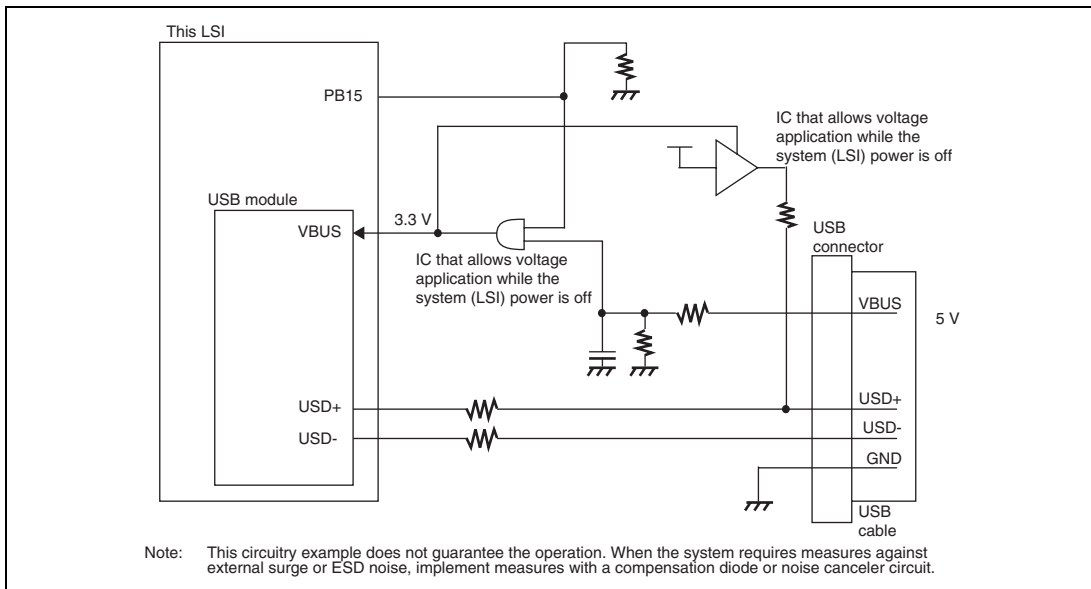 This LSI
PB15
IC that allows voltage
application while the
system (LSI) power is off
USB module
VBUS
3.3 V
IC that allows voltage
application while the
system (LSI) power is off
USB
connector
VBUS
5 V
USD+
USD-
USD+
USD-
GND
USB
cable
Note: This circuitry example does not guarantee the operation. When the system requires measures against
external surge or ESD noise, implement measures with a compensation diode or noise canceler circuit.